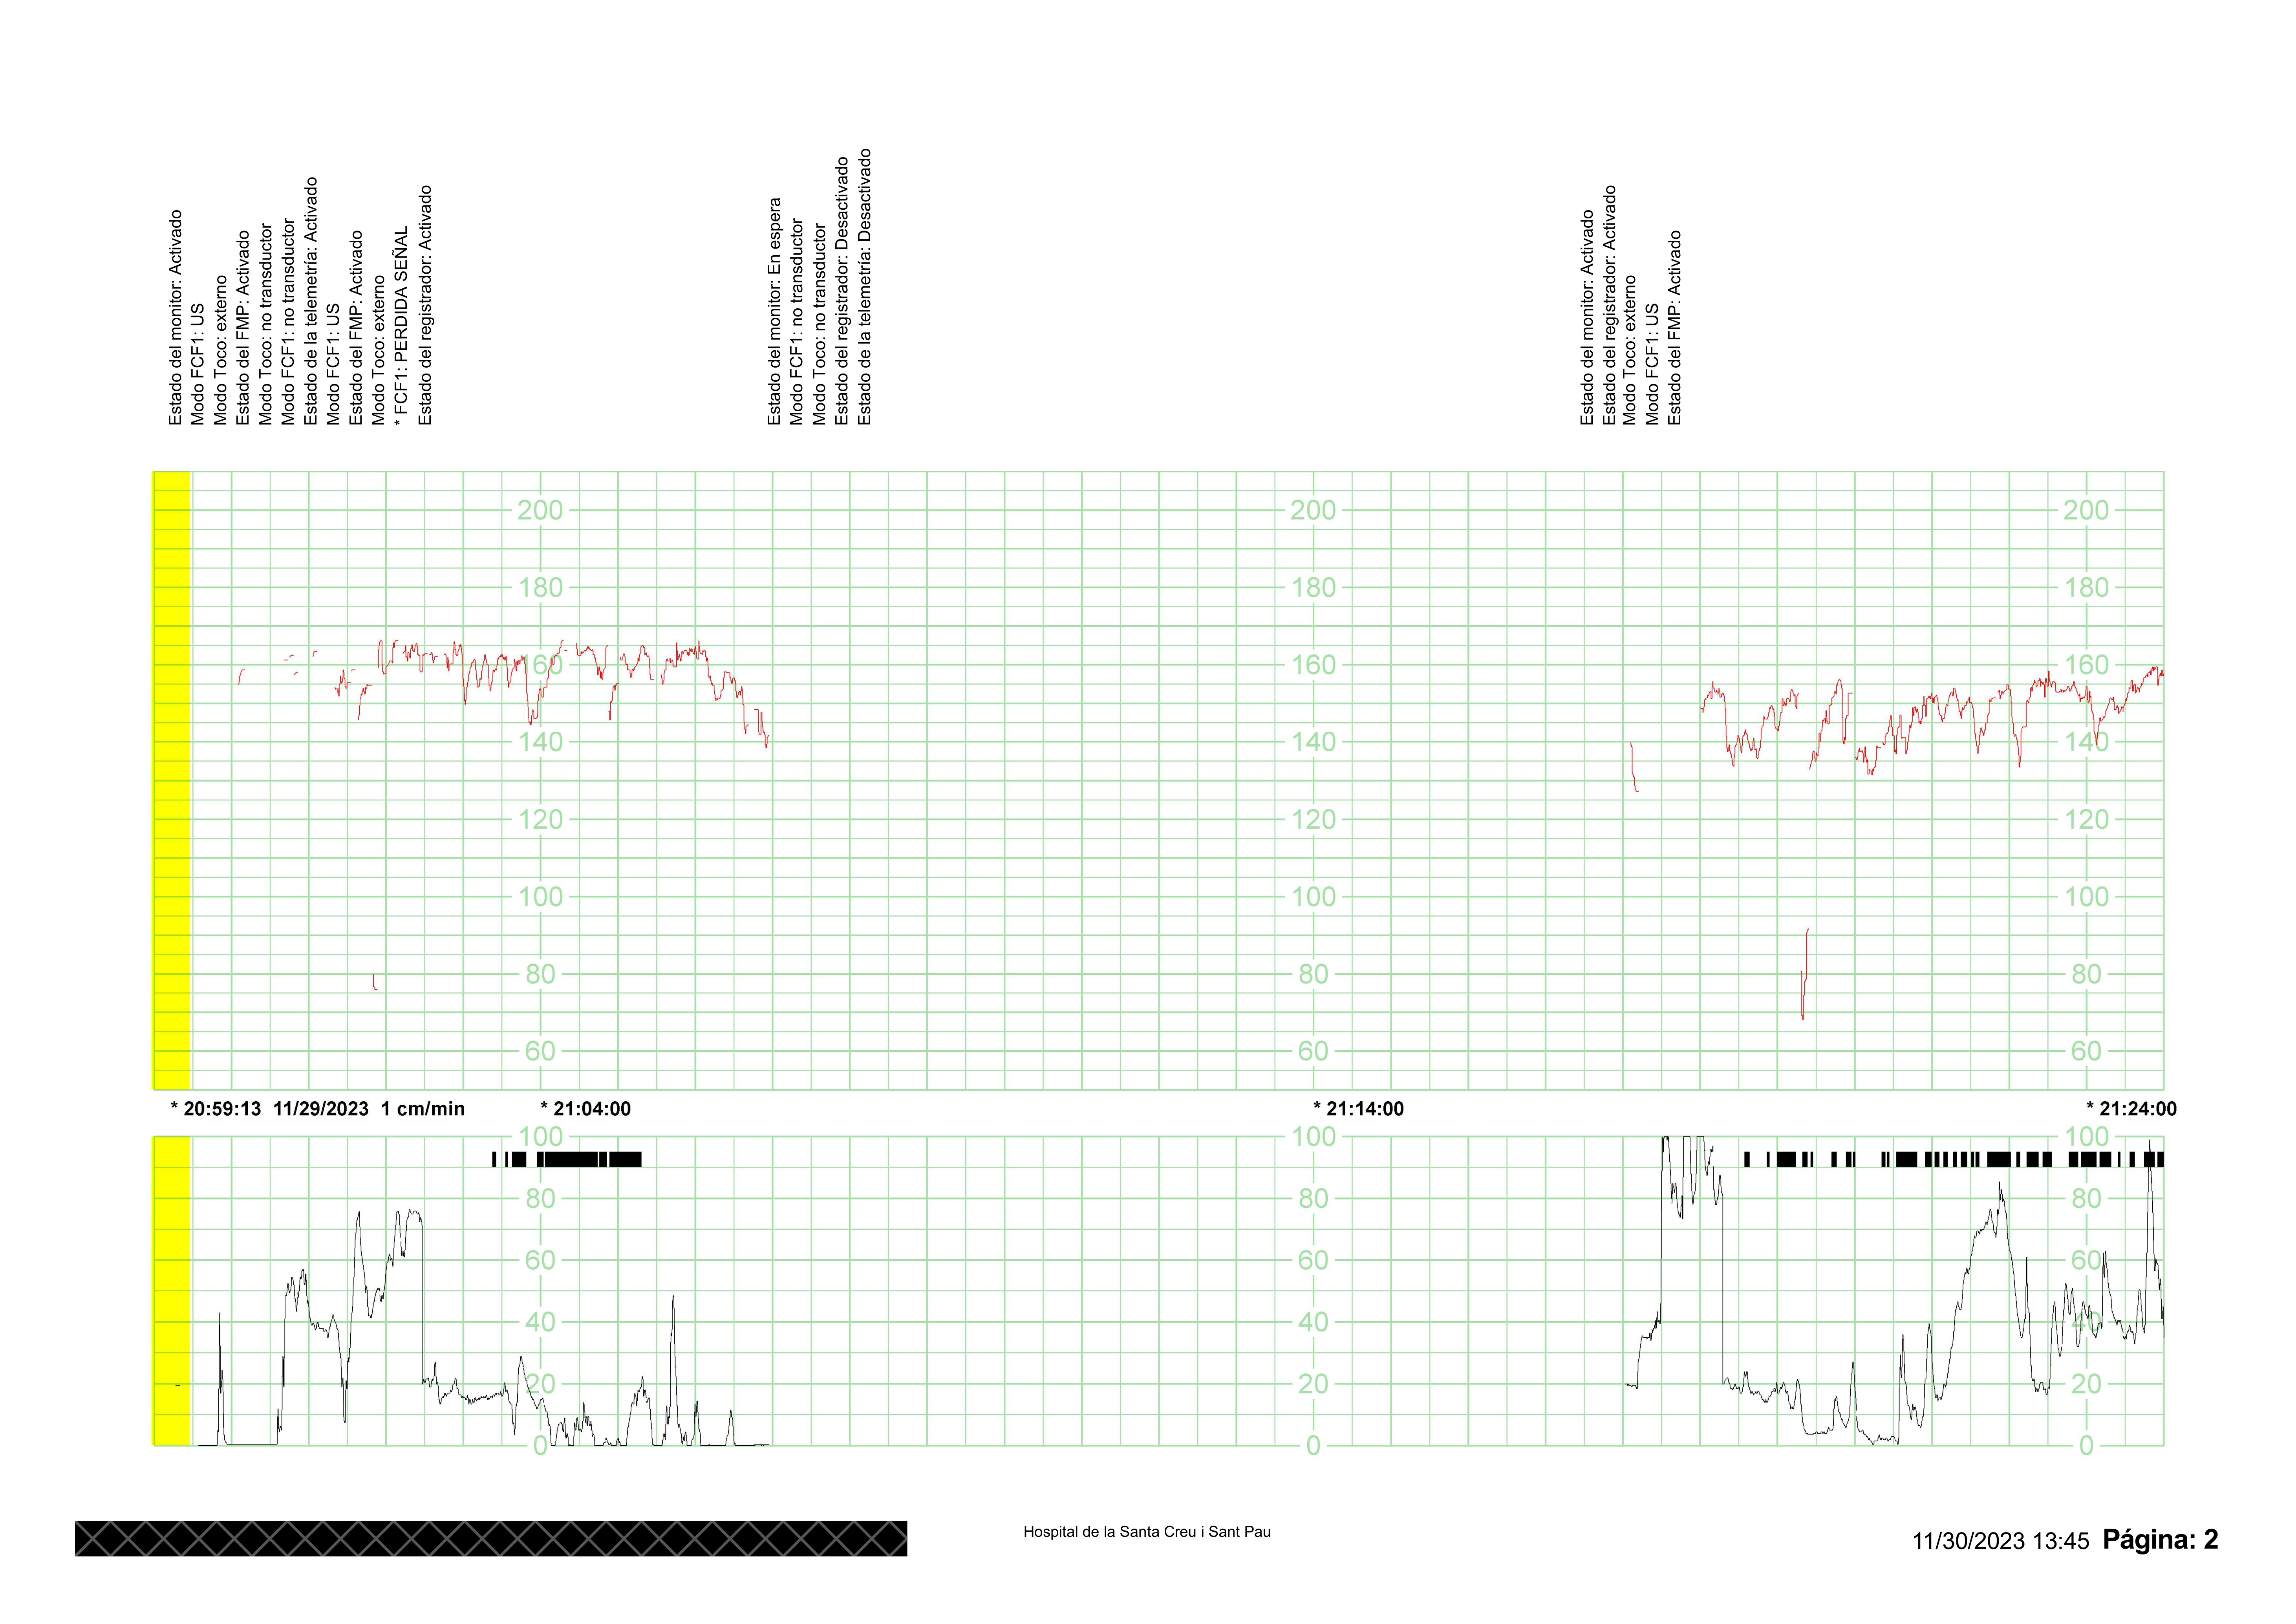 Estado del monitor: Activado
Modo FCF1: US
Modo Toco: externo
Estado del FMP: Activado
Modo Toco: no transductor
Modo FCF1: no transductor
Estado de la telemetría: Activado
Modo FCF1: US
Estado del FMP: Activado
Modo Toco: externo
* FCF1: PERDIDA SEÑAL
Estado del registrador: Activado
Estado del monitor: En espera
Modo FCF1: no transductor
Modo Toco: no transductor
Estado del registrador: Desactivado
Estado de la telemetría: Desactivado
Estado del monitor: Activado
Estado del registrador: Activado
Modo Toco: externo
Modo FCF1: US
Estado del FMP: Activado
200 200 200
180 180 180
160 160 160
140 140 140
120 120 120
100 100 100
80 80 80
60 60 60
* 20:59:13 11/29/2023 1 cm/min * 21:04:00 * 21:14:00 * 21:24:00
100 100 100
80 80 80
60 60 60
40 40 40
20 20 20
0 0 0
Hospital de la Santa Creu i Sant Pau
11/30/2023 13:45 Página: 2